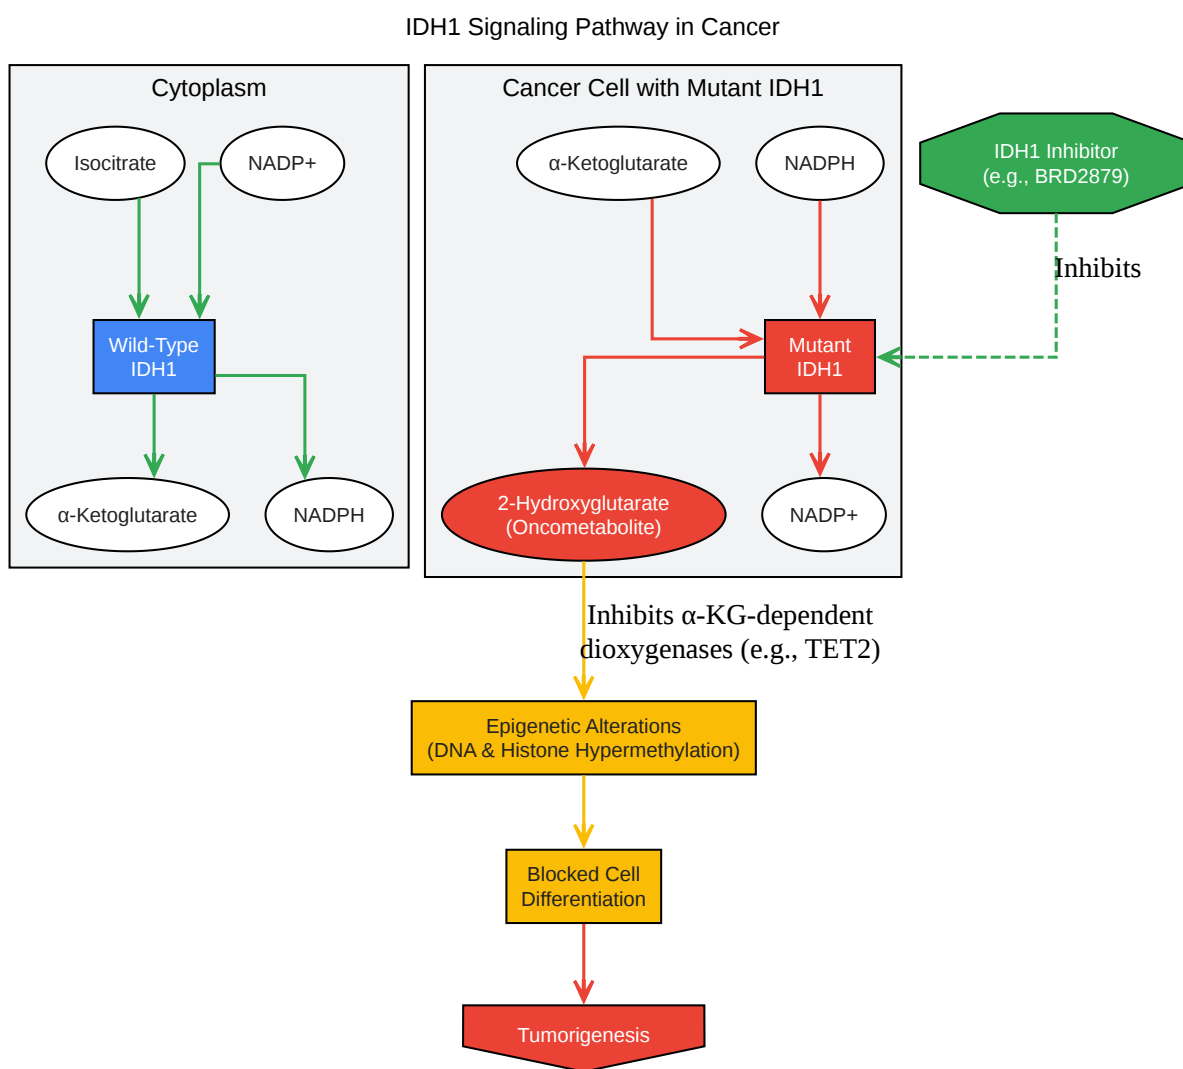 IDH1 Signaling Pathway in Cancer
Cytoplasm
Isocitrate
NADP+
Wild-Type
IDH1
α-Ketoglutarate
NADPH
Cancer Cell with Mutant IDH1
α-Ketoglutarate
NADPH
Mutant
IDH1
2-Hydroxyglutarate
(Oncometabolite)
NADP+
IDH1 Inhibitor
(e.g., BRD2879)
Inhibits
Inhibits α-KG-dependent
dioxygenases (e.g., TET2)
Epigenetic Alterations
(DNA & Histone Hypermethylation)
Blocked Cell
Differentiation
Tumorigenesis